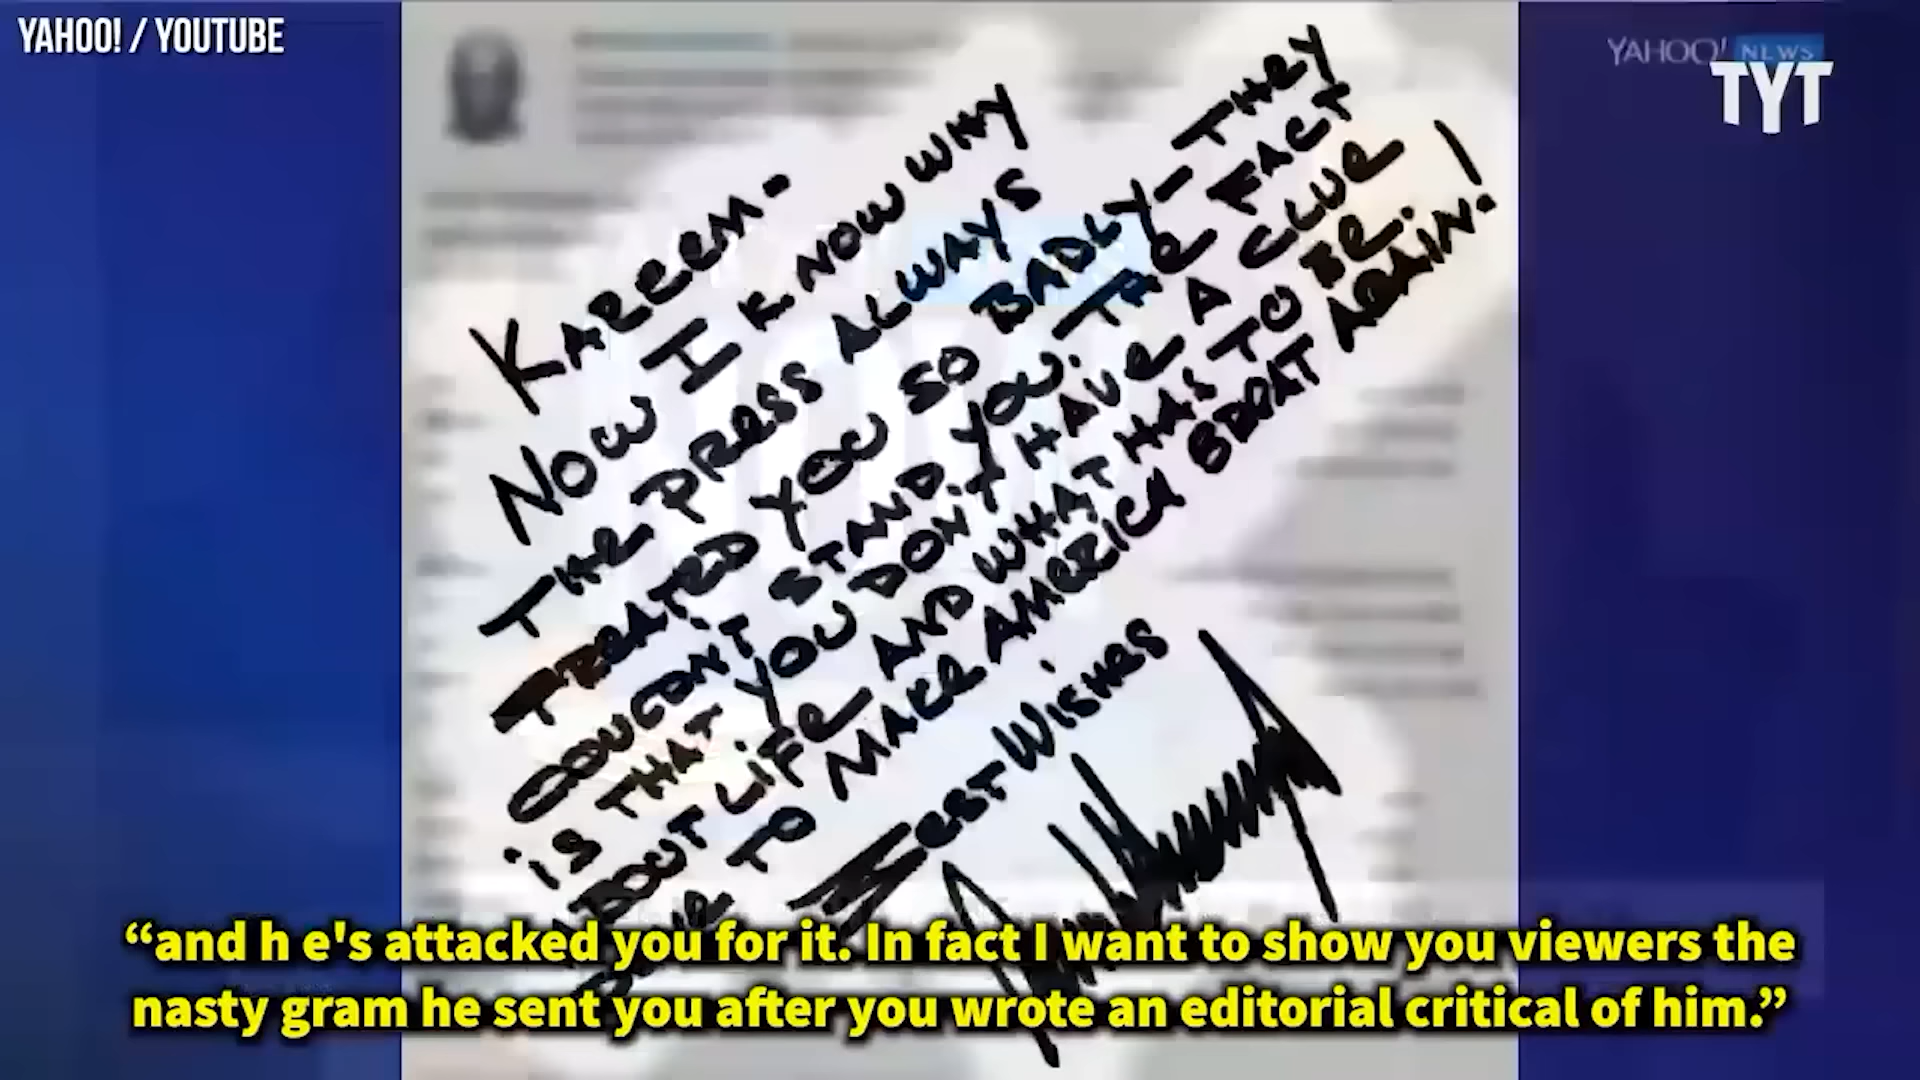 YAHOO! / YOUTUBE
YAHOO! NEWS
TYT
KAREEM-
NOW I KNOW WHY
THE PRESS ALWAYS
TREATED YOU SO BADLY - THEY
COULDN'T STAND YOU. THE FACT
IS THAT YOU DON'T HAVE A CLUE
ABOUT LIFE AND WHAT HAS TO BE
DONE TO MAKE AMERICA GREAT AGAIN!
BEST WISHES
“and h e's attacked you for it. In fact I want to show you viewers the
nasty gram he sent you after you wrote an editorial critical of him.”